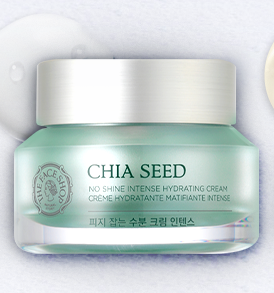 THE FACE SHOP
CHIA SEED
NO SHINE INTENSE HYDRATING CREAM
CRÈME HYDRATANTE MATIFIANTE INTENSE
피지 잡는 수분 크림 인텐스